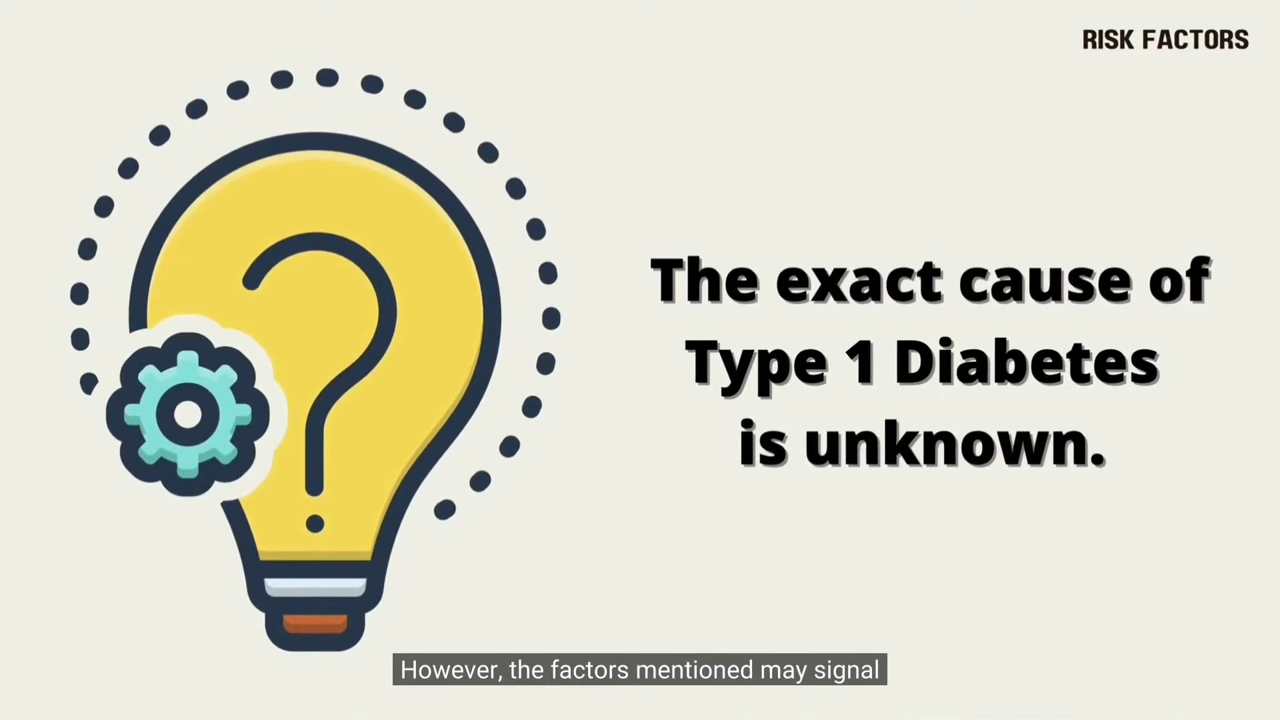 RISK FACTORS
The exact cause of
Type 1 Diabetes
is unknown.
However, the factors mentioned may signal